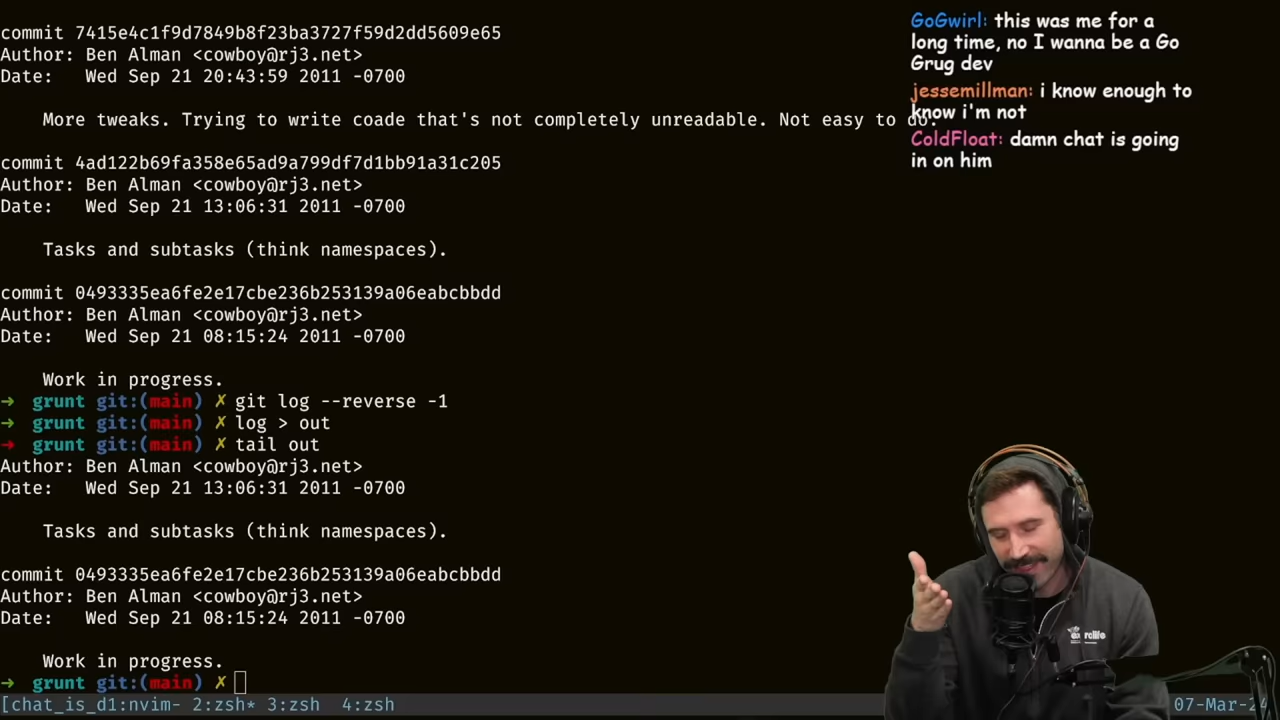 commit 7415e4c1f9d7849b8f23ba3727f59d2dd5609e65
Author: Ben Alman <cowboy@rj3.net>
Date:   Wed Sep 21 20:43:59 2011 -0700
More tweaks. Trying to write coade that's not completely unreadable. Not easy to do.
commit 4ad122b69fa358e65ad9a799df7d1bb91a31c205
Author: Ben Alman <cowboy@rj3.net>
Date:   Wed Sep 21 13:06:31 2011 -0700
Tasks and subtasks (think namespaces).
commit 0493335ea6fe2e17cbe236b253139a06eabcbbdd
Author: Ben Alman <cowboy@rj3.net>
Date:   Wed Sep 21 08:15:24 2011 -0700
Work in progress.
→ grunt git:(main) ✗ git log --reverse -1
→ grunt git:(main) ✗ log > out
→ grunt git:(main) ✗ tail out
Author: Ben Alman <cowboy@rj3.net>
Date:   Wed Sep 21 13:06:31 2011 -0700
Tasks and subtasks (think namespaces).
commit 0493335ea6fe2e17cbe236b253139a06eabcbbdd
Author: Ben Alman <cowboy@rj3.net>
Date:   Wed Sep 21 08:15:24 2011 -0700
Work in progress.
→ grunt git:(main) ✗
[chat_is_d1:nvim- 2:zsh* 3:zsh  4:zsh
07-Mar-24
GoGwirl: this was me for a
long time, no I wanna be a Go
Grug dev
jessemillman: i know enough to
know i'm not
ColdFloat: damn chat is going
in on him